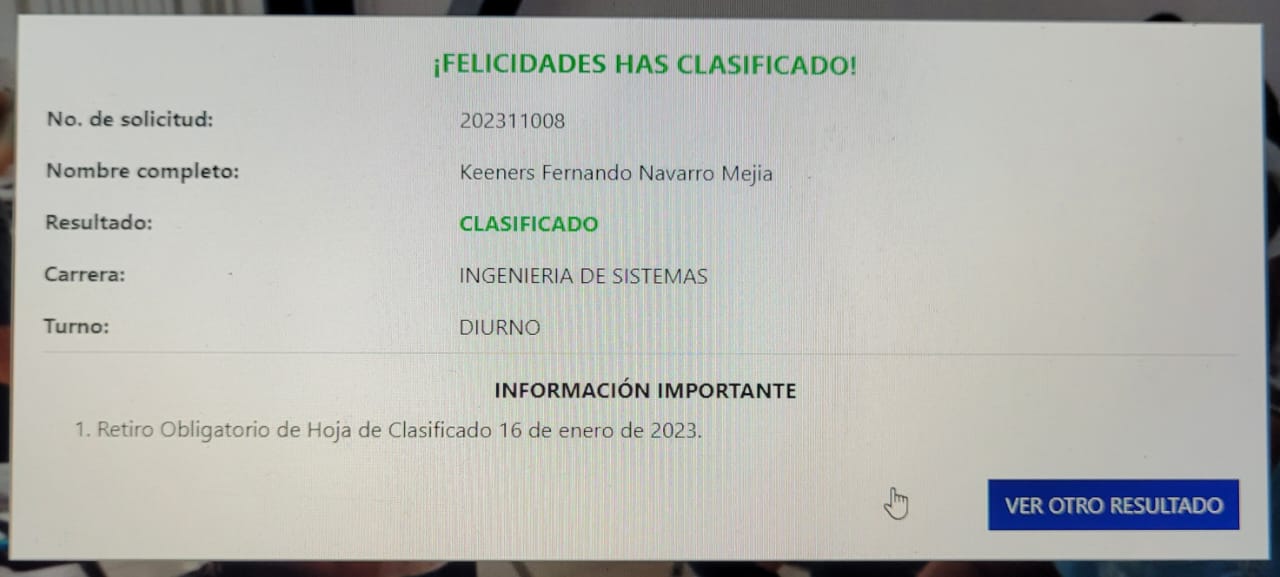 ¡FELICIDADES HAS CLASIFICADO!
No. de solicitud: 202311008
Nombre completo: Keeners Fernando Navarro Mejia
Resultado: CLASIFICADO
Carrera: INGENIERIA DE SISTEMAS
Turno: DIURNO
INFORMACIÓN IMPORTANTE
1. Retiro Obligatorio de Hoja de Clasificado 16 de enero de 2023.
VER OTRO RESULTADO